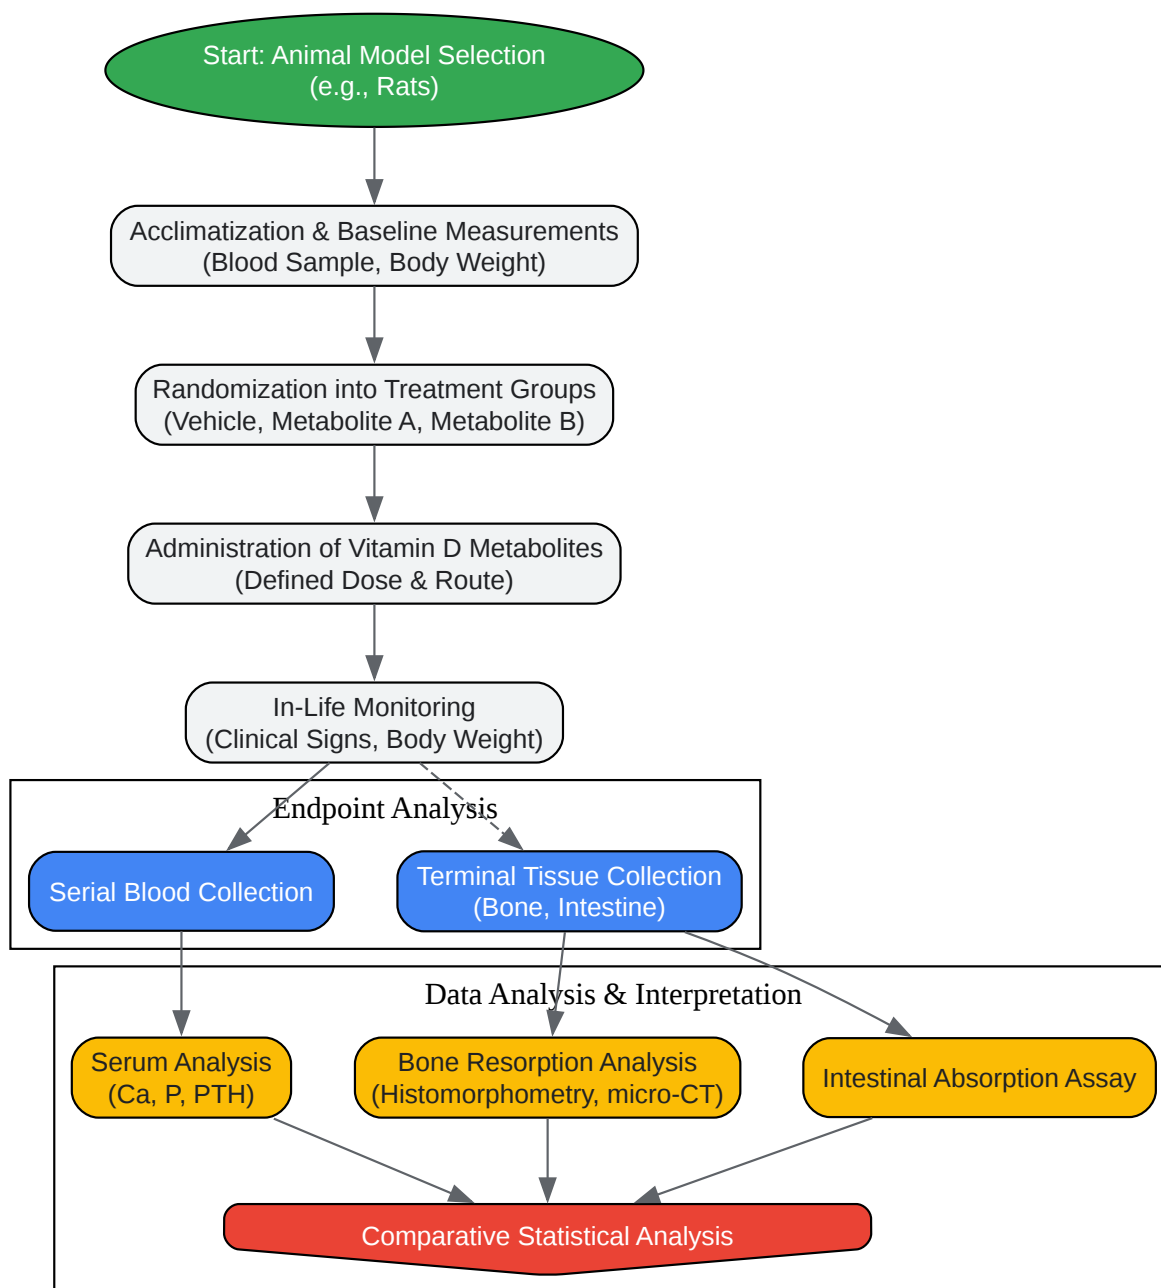 Start: Animal Model Selection
(e.g., Rats)
Acclimatization & Baseline Measurements
(Blood Sample, Body Weight)
Randomization into Treatment Groups
(Vehicle, Metabolite A, Metabolite B)
Administration of Vitamin D Metabolites
(Defined Dose & Route)
In-Life Monitoring
(Clinical Signs, Body Weight)
Endpoint Analysis
Serial Blood Collection
Terminal Tissue Collection
(Bone, Intestine)
Data Analysis & Interpretation
Serum Analysis
(Ca, P, PTH)
Bone Resorption Analysis
(Histomorphometry, micro-CT)
Intestinal Absorption Assay
Comparative Statistical Analysis